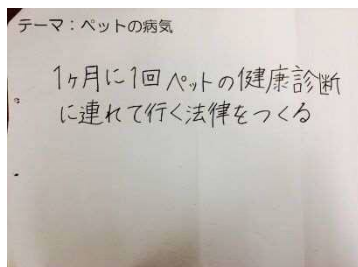 テーマ：ペットの病気
1ヶ月に1回ペットの健康診断
に連れて行く法律をつくる